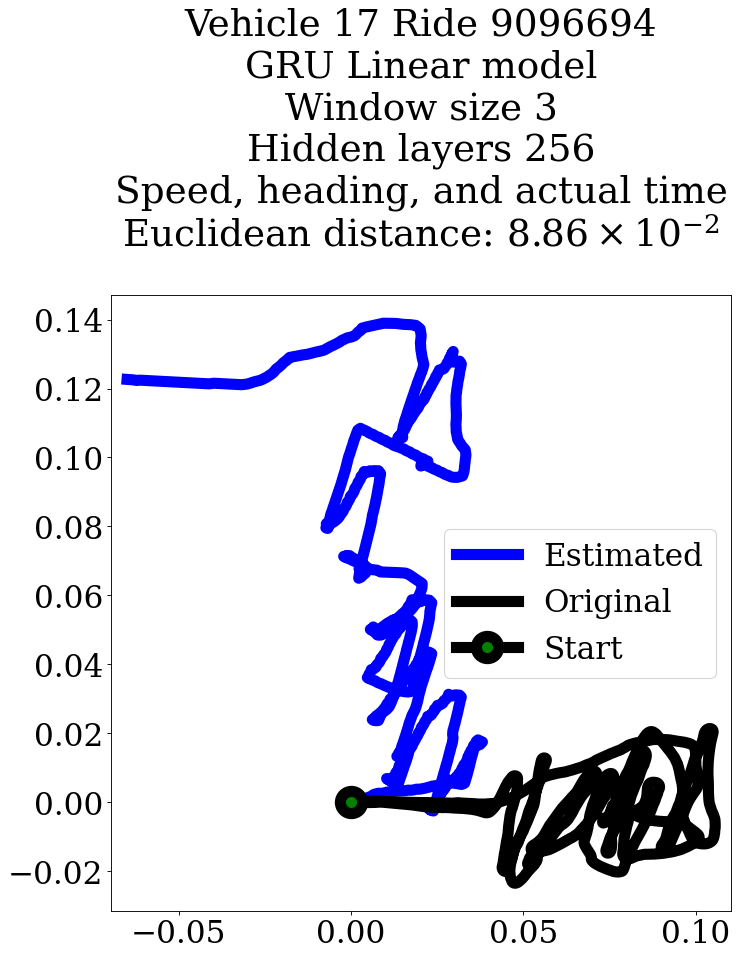 Vehicle 17 Ride 9096694
GRU Linear model
Window size 3
Hidden layers 256
Speed, heading, and actual time
Euclidean distance: 8.86 × 10⁻²
0.14
0.12
0.10
0.08
0.06
0.04
0.02
0.00
−0.02
Estimated
Original
Start
−0.05
0.00
0.05
0.10